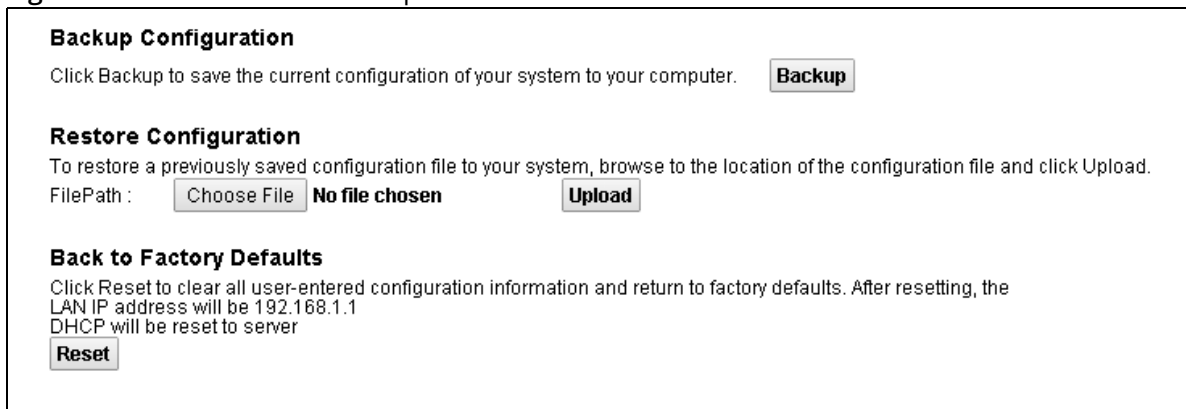 Backup Configuration
Click Backup to save the current configuration of your system to your computer. Backup
Restore Configuration
To restore a previously saved configuration file to your system, browse to the location of the configuration file and click Upload.
FilePath : Choose File No file chosen Upload
Back to Factory Defaults
Click Reset to clear all user-entered configuration information and return to factory defaults. After resetting, the
LAN IP address will be 192.168.1.1
DHCP will be reset to server
Reset